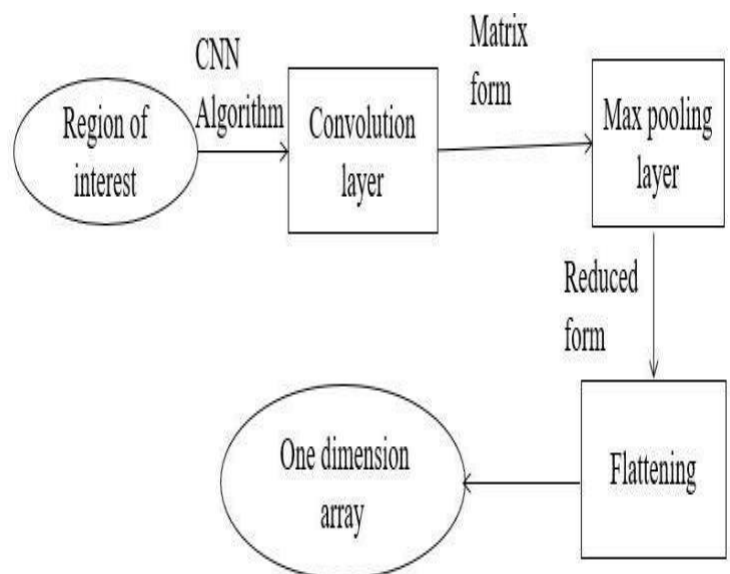 Region of
interest
CNN
Algorithm
Convolution
layer
Matrix
form
Max pooling
layer
Reduced
form
Flattening
One dimension
array